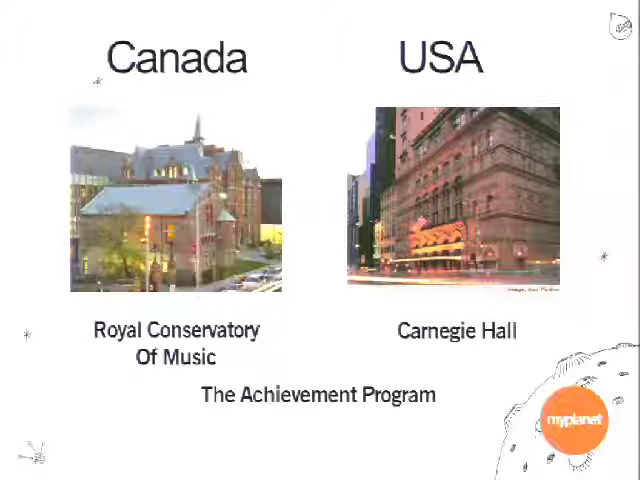 Canada
USA
Royal Conservatory
Of Music
Carnegie Hall
The Achievement Program
myplanet